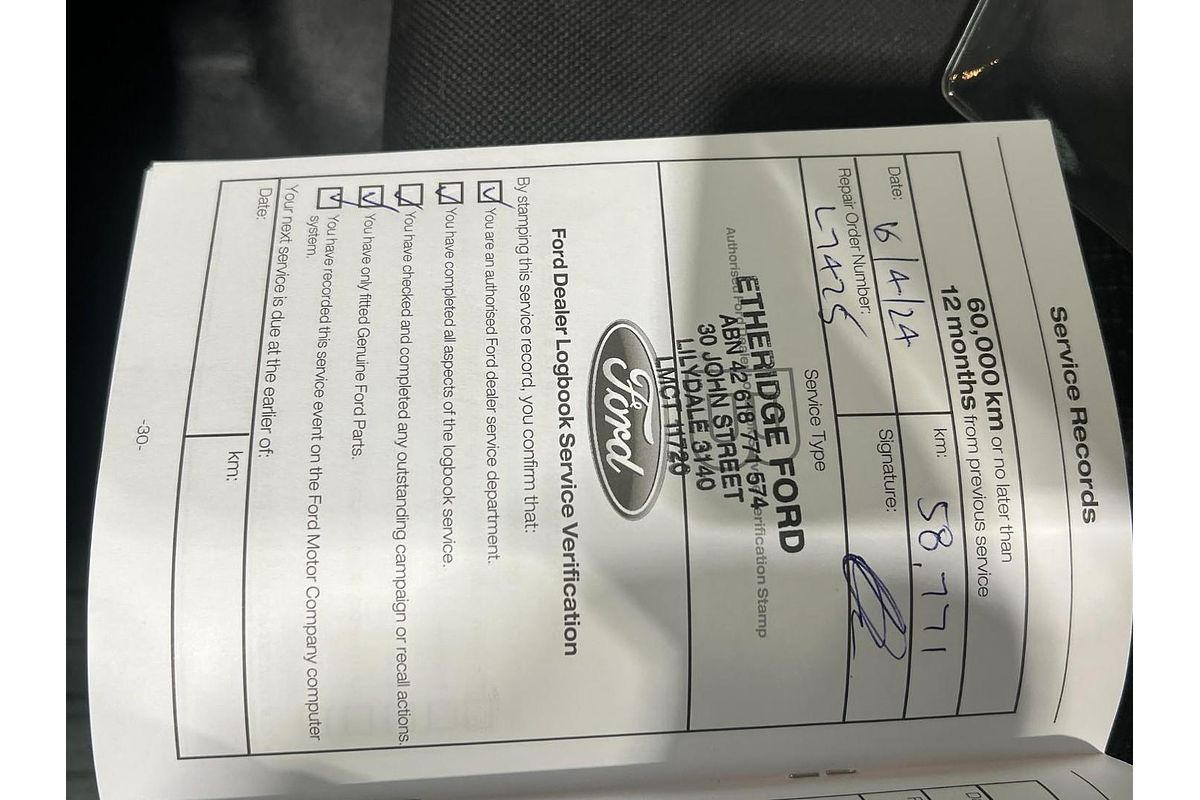 Service Records
60,000 km or no later than
12 months from previous service
Date: 16/4/24 km: 58,771
Repair Order Number: L7425 Signature:
Service Type
Authorised Ford Dealer Verification Stamp
ETHERIDGE FORD
ABN 42 618 771 574
30 JOHN STREET
LILYDALE 3140
LMCT 11720
Ford
Ford Dealer Logbook Service Verification
By stamping this service record, you confirm that:
You are an authorised Ford dealer service department.
You have completed all aspects of the logbook service.
You have checked and completed any outstanding campaign or recall actions.
You have only fitted Genuine Ford Parts.
You have recorded this service event on the Ford Motor Company computer
system.
Your next service is due at the earlier of:
Date: km:
-30-